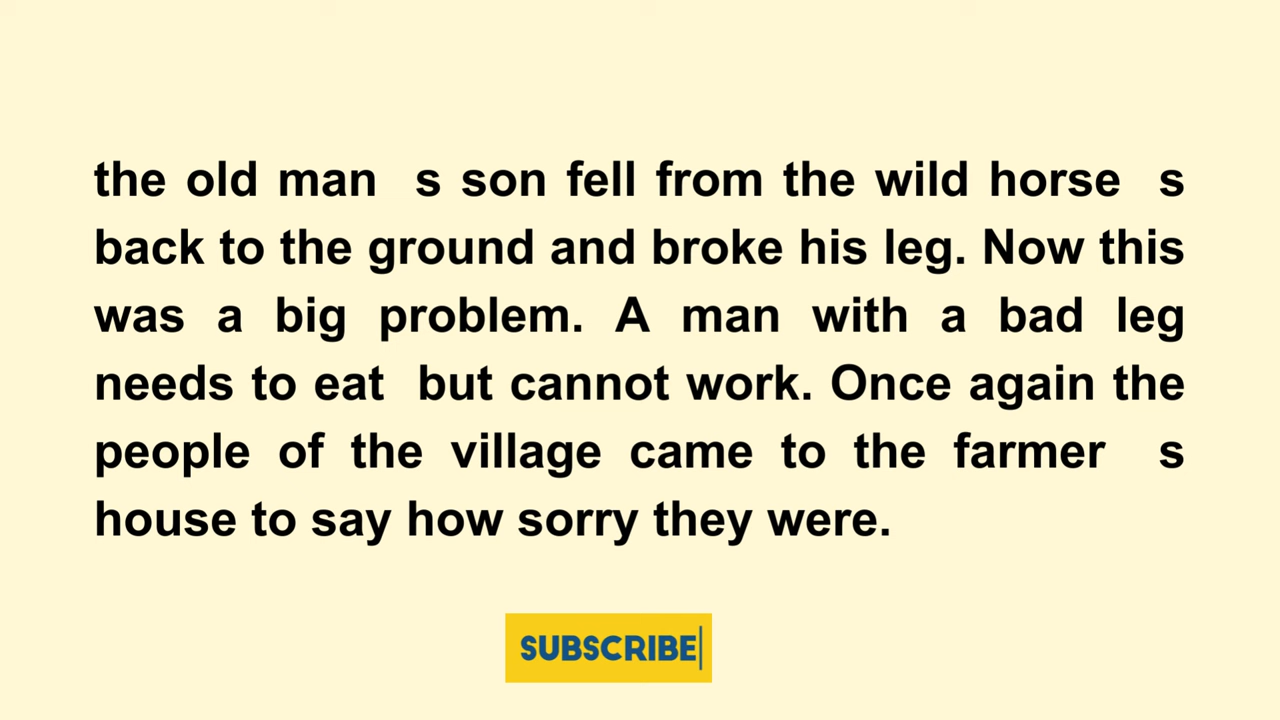 the old man s son fell from the wild horse s
back to the ground and broke his leg. Now this
was a big problem. A man with a bad leg
needs to eat but cannot work. Once again the
people of the village came to the farmer s
house to say how sorry they were.
SUBSCRIBE